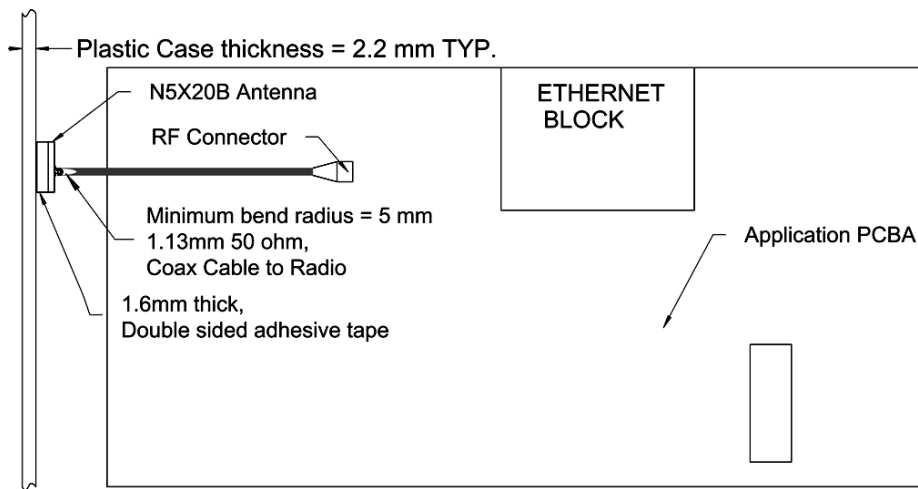 Plastic Case thickness = 2.2 mm TYP.
N5X20B Antenna
RF Connector
ETHERNET
BLOCK
Minimum bend radius = 5 mm
1.13mm 50 ohm,
Coax Cable to Radio
1.6mm thick,
Double sided adhesive tape
Application PCBA